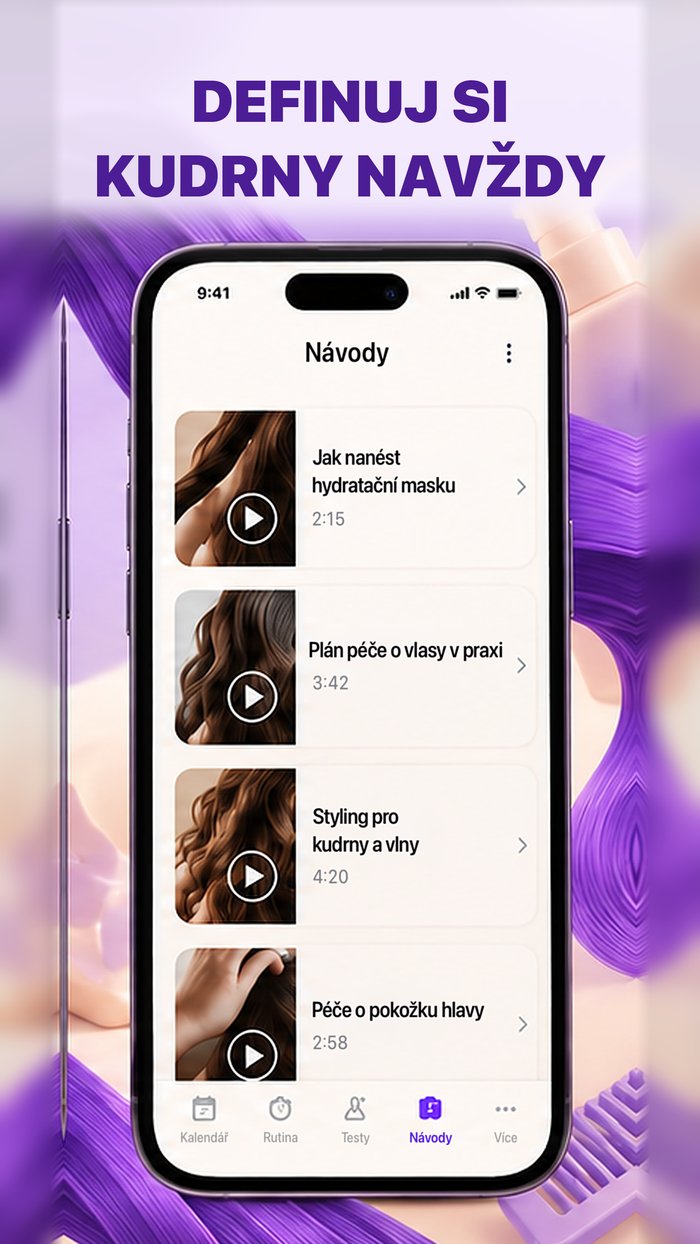 DEFINUJ SI
KUDRNY NAVŽDY
9:41
Návody
Jak nanést
hydratační masku
2:15
Plán péče o vlasy v praxi
3:42
Styling pro
kudrny a vlny
4:20
Péče o pokožku hlavy
2:58
Kalendář
Rutina
Testy
Návody
Více